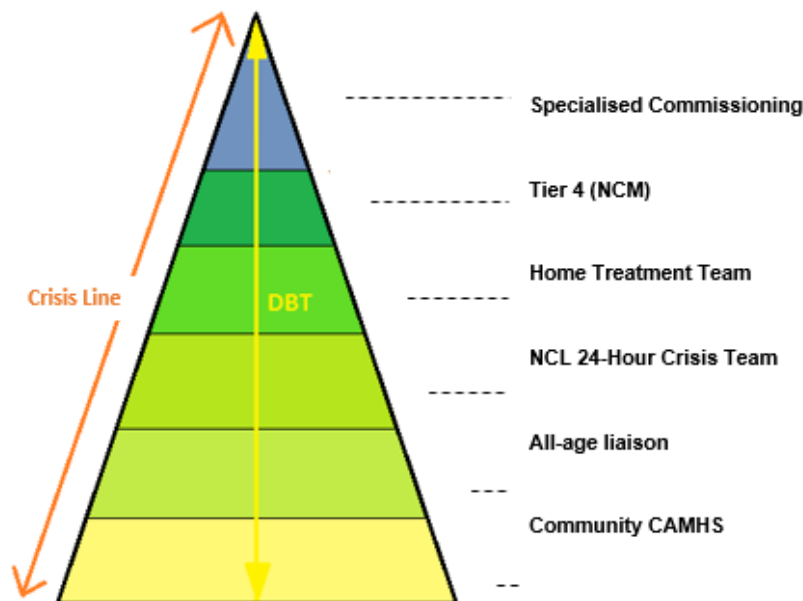 Specialised Commissioning
Tier 4 (NCM)
Home Treatment Team
Crisis Line
DBT
NCL 24-Hour Crisis Team
All-age liaison
Community CAMHS